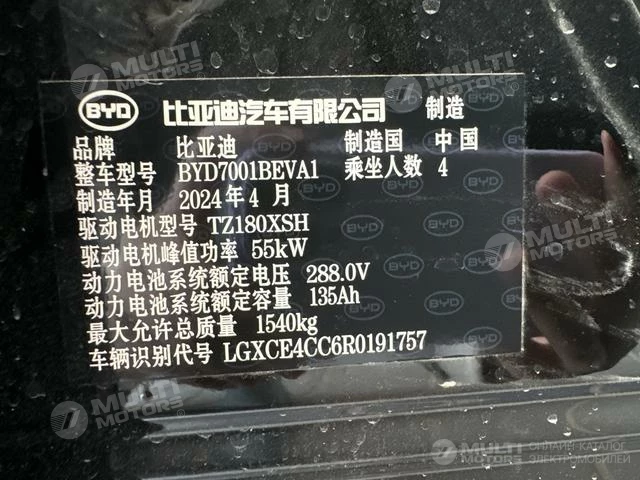 BYD 比亚迪汽车有限公司 制造
品牌 比亚迪 制造国 中国
整车型号 BYD7001BEVA1 乘坐人数 4
制造年月 2024年4月
驱动电机型号 TZ180XSH
驱动电机峰值功率 55kW
动力电池系统额定电压 288.0V
动力电池系统额定容量 135Ah
最大允许总质量 1540kg
车辆识别代号 LGXCE4CC6R0191757
MULTI MOTORS
MULTI MOTORS
MULTI MOTORS
MULTI MOTORS
MULTI MOTORS ОНЛАЙН КАТАЛОГ ЭЛЕКТРОМОБИЛЕЙ